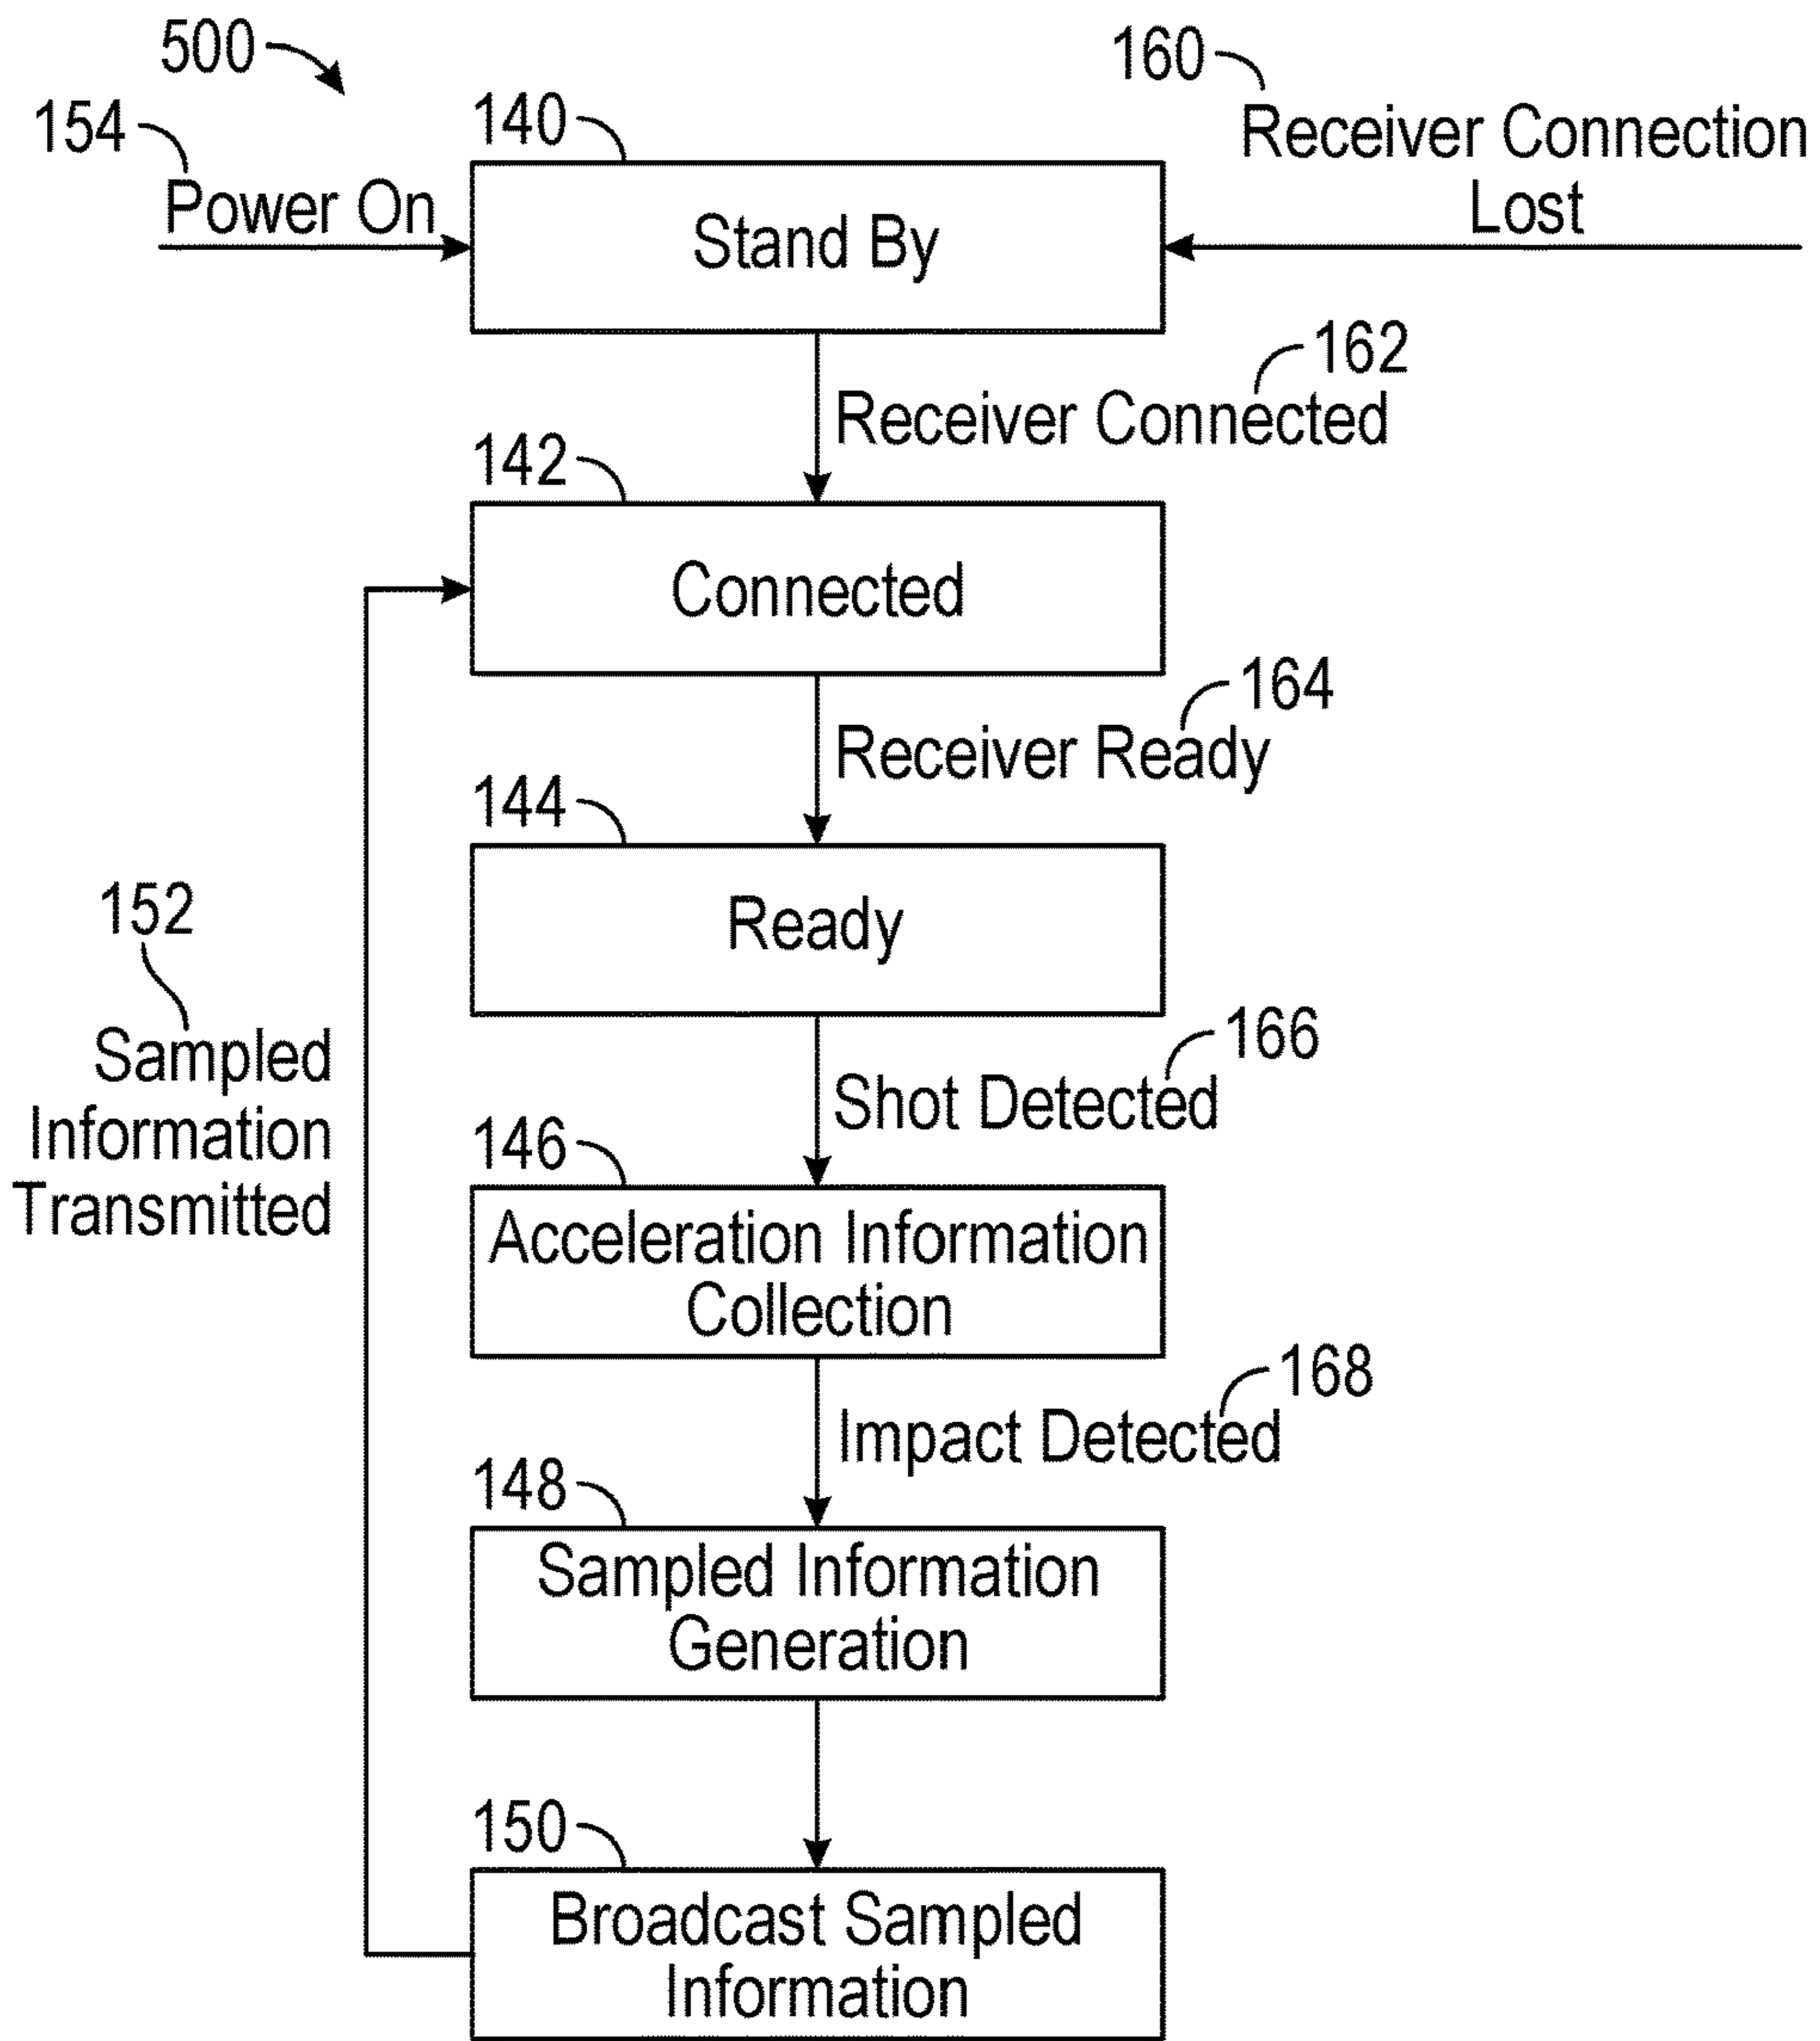 500
160
154
140
Receiver Connection
Lost
Power On
Stand By
162
Receiver Connected
142
Connected
164
Receiver Ready
144
Ready
152
Sampled
Information
Transmitted
166
Shot Detected
146
Acceleration Information
Collection
168
Impact Detected
148
Sampled Information
Generation
150
Broadcast Sampled
Information